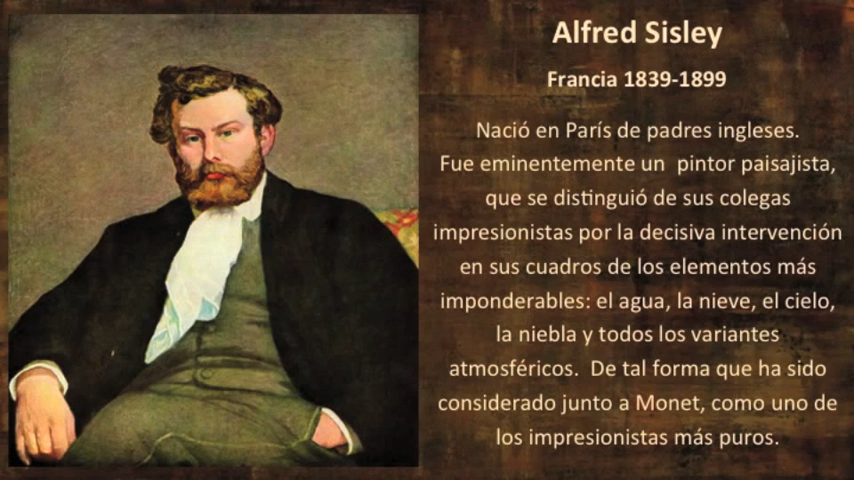 Alfred Sisley
Francia 1839-1899
Nació en París de padres ingleses.
Fue eminentemente un  pintor paisajista,
que se distinguió de sus colegas
impresionistas por la decisiva intervención
en sus cuadros de los elementos más
imponderables: el agua, la nieve, el cielo,
la niebla y todos los variantes
atmosféricos.  De tal forma que ha sido
considerado junto a Monet, como uno de
los impresionistas más puros.